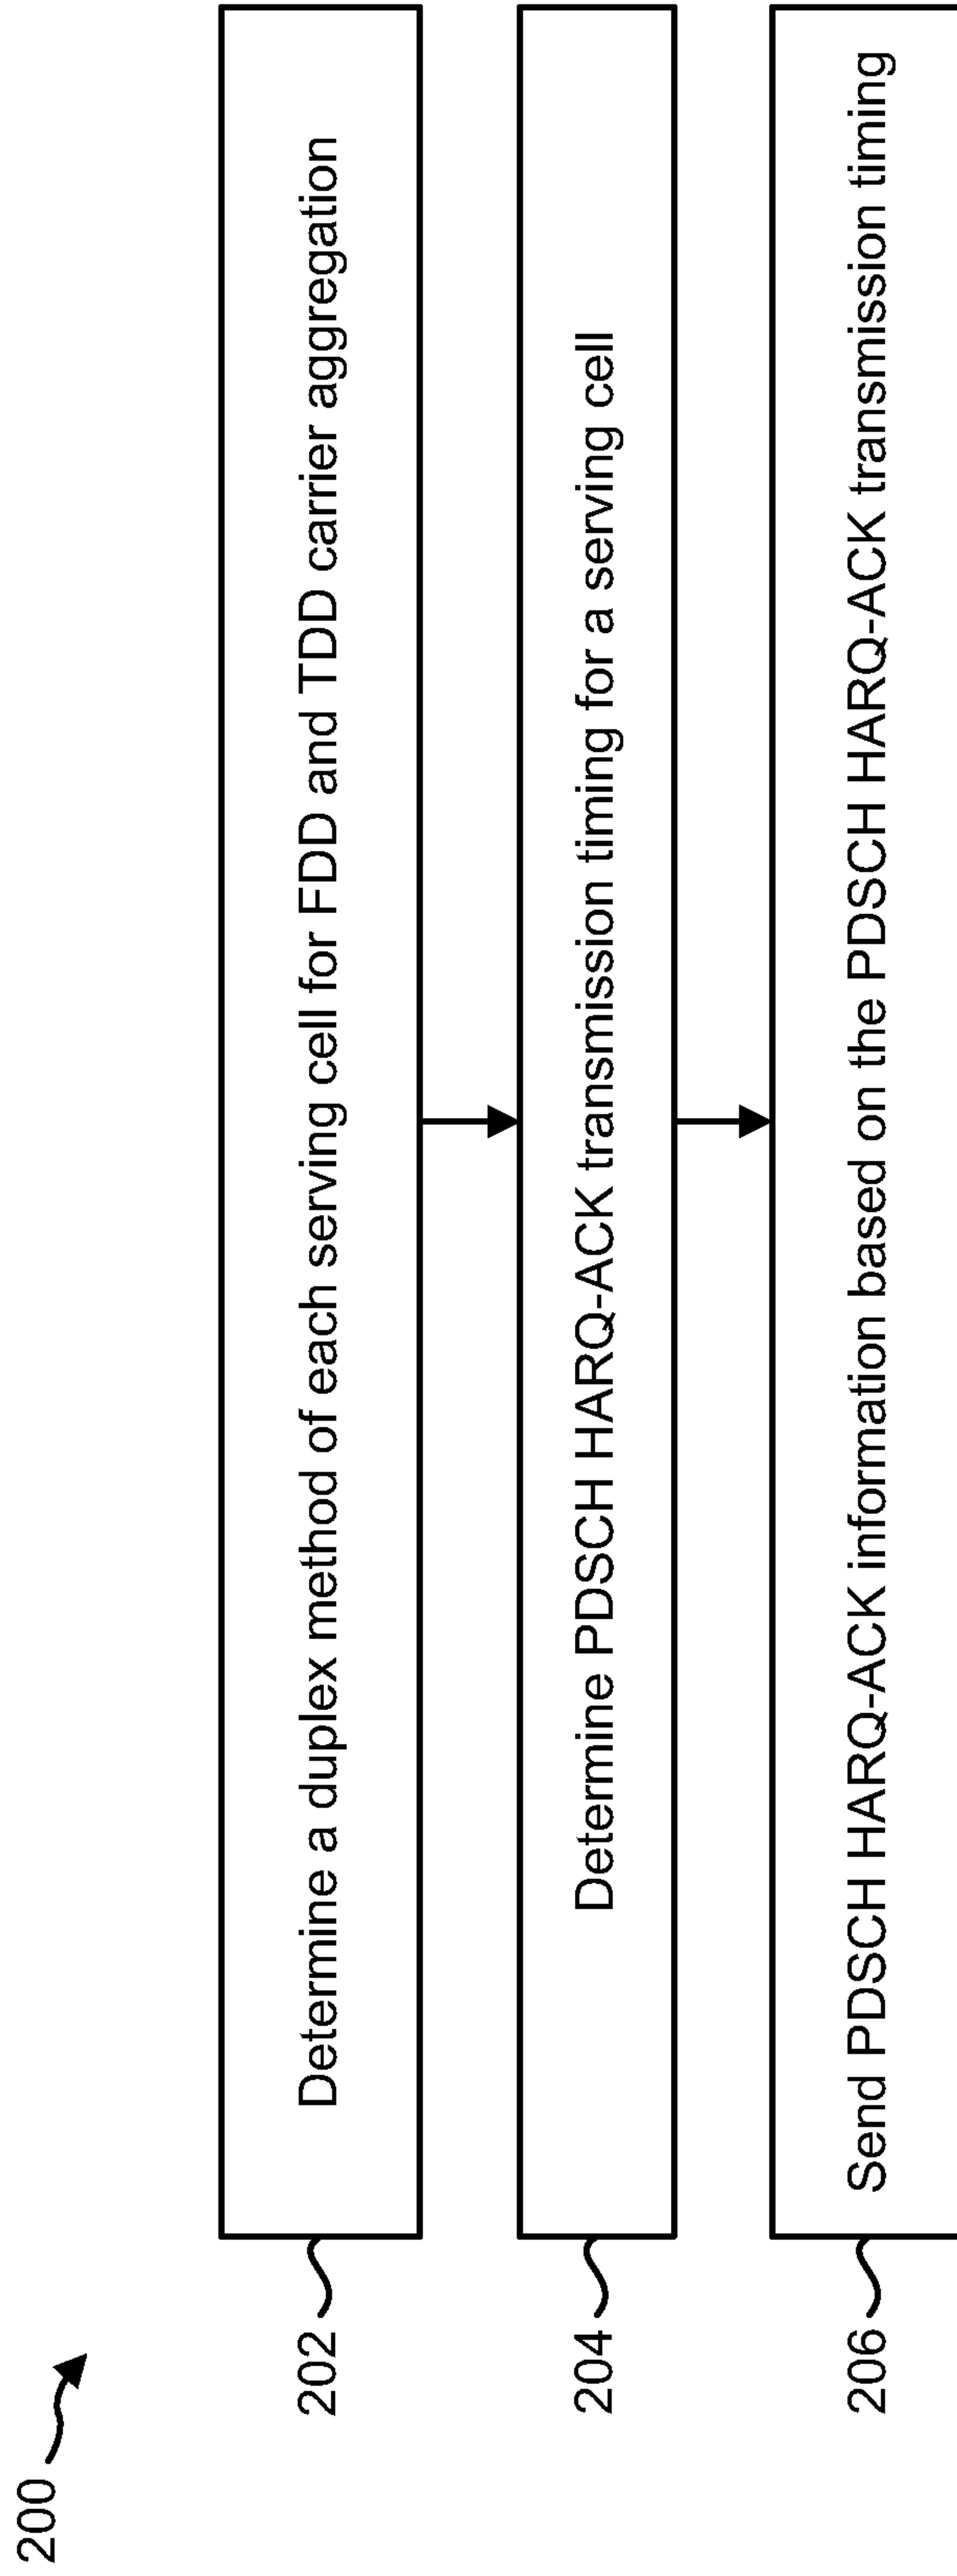 200
202
Determine a duplex method of each serving cell for FDD and TDD carrier aggregation
204
Determine PDSCH HARQ-ACK transmission timing for a serving cell
206
Send PDSCH HARQ-ACK information based on the PDSCH HARQ-ACK transmission timing